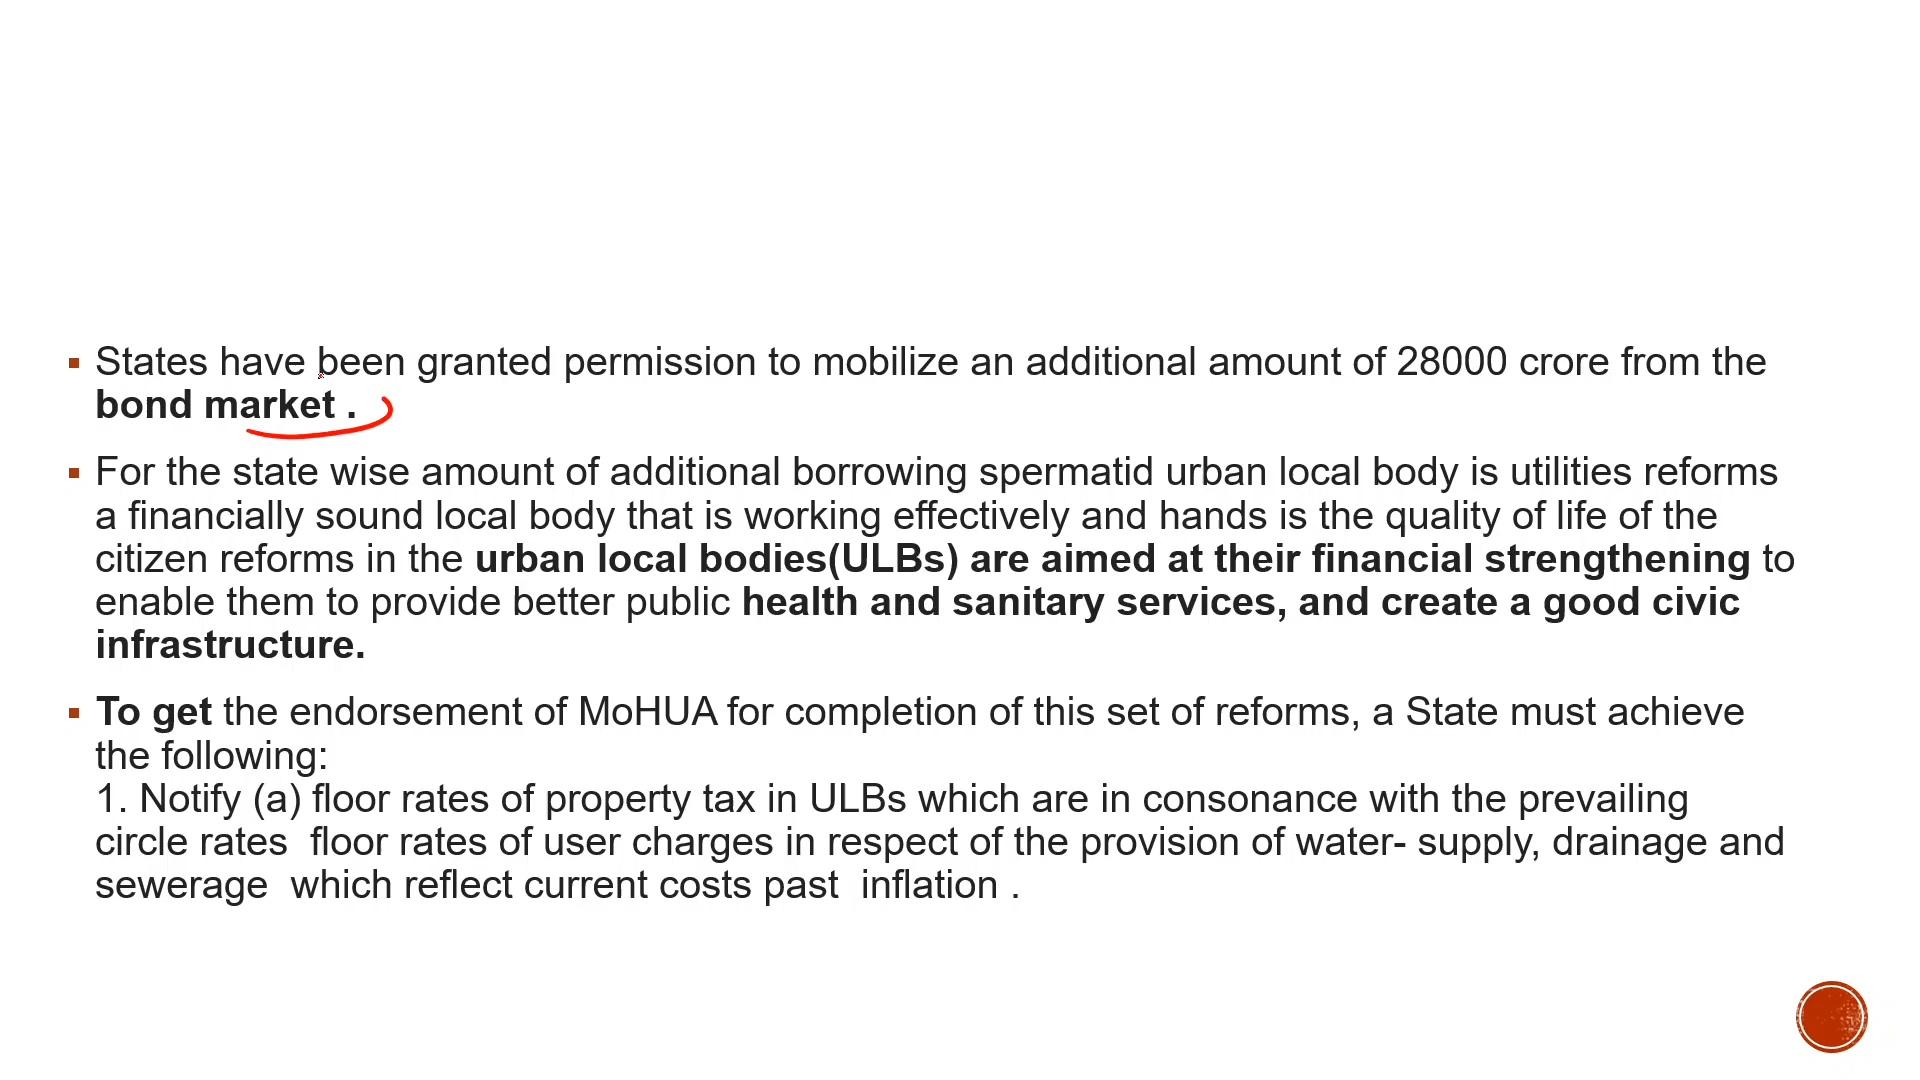 States have been granted permission to mobilize an additional amount of 28000 crore from the
bond market .
For the state wise amount of additional borrowing spermatid urban local body is utilities reforms
a financially sound local body that is working effectively and hands is the quality of life of the
citizen reforms in the urban local bodies(ULBs) are aimed at their financial strengthening to
enable them to provide better public health and sanitary services, and create a good civic
infrastructure.
To get the endorsement of MoHUA for completion of this set of reforms, a State must achieve
the following:
1. Notify (a) floor rates of property tax in ULBs which are in consonance with the prevailing
circle rates  floor rates of user charges in respect of the provision of water- supply, drainage and
sewerage  which reflect current costs past  inflation .